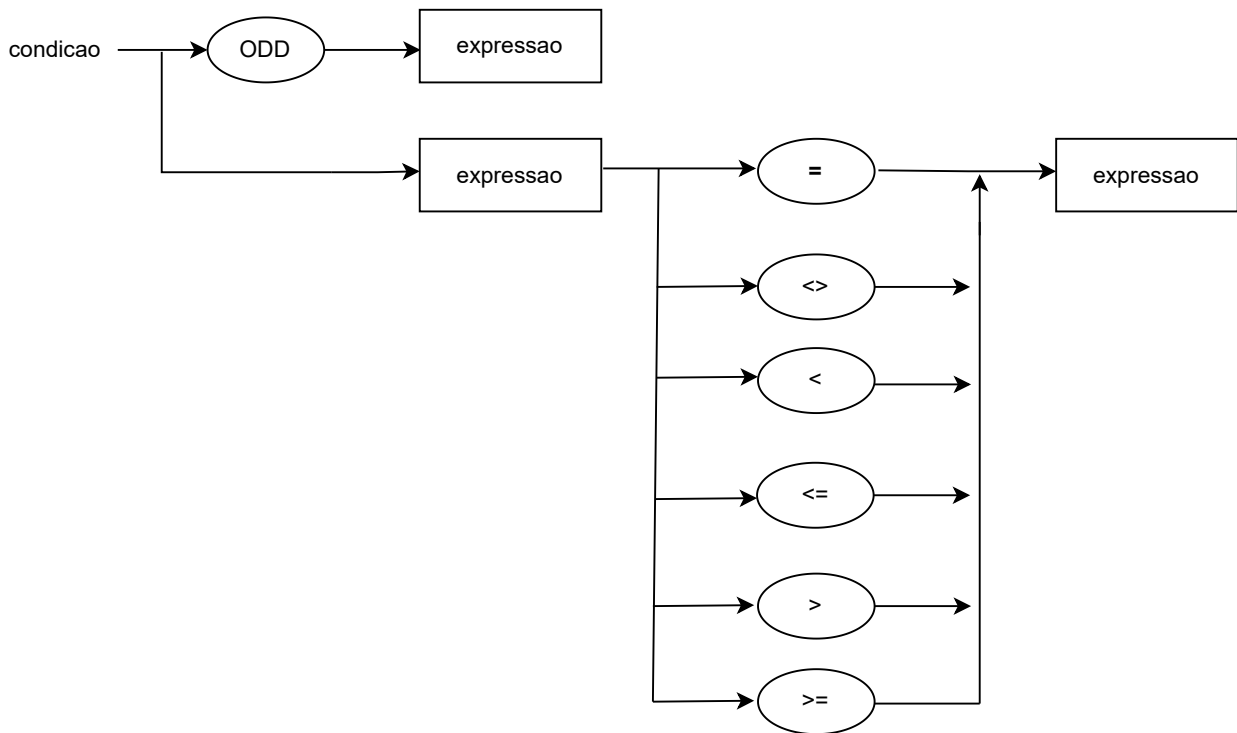 condicao
ODD
expressao
expressao
=
expressao
<>
<
<=
>
>=